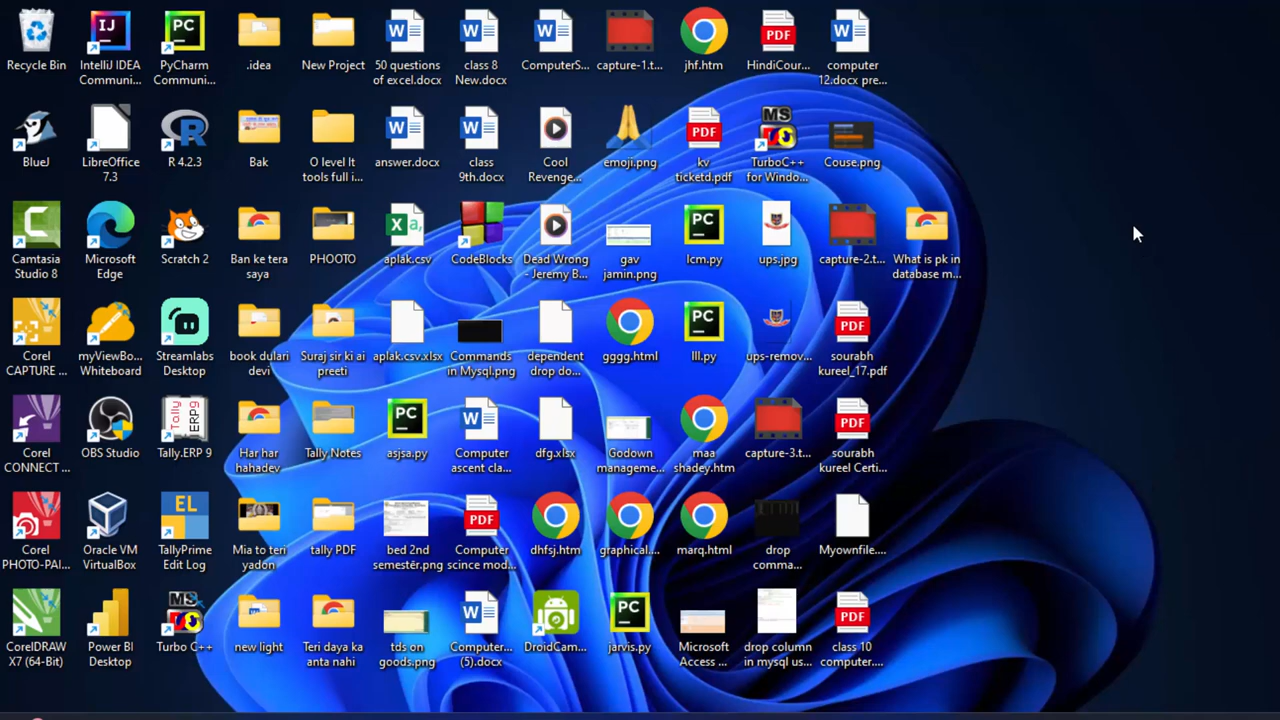 Recycle Bin
IntelliJ IDEA
Communi...
PyCharm
Communi...
.idea
New Project
50 questions
of excel.docx
class 8
New.docx
ComputerS...
capture-1.t...
jhf.htm
HindiCour...
computer
12.docx pre...
BlueJ
LibreOffice
7.3
R 4.2.3
Bak
O level It
tools full i...
answer.docx
class
9th.docx
Cool
Revenge...
emoji.png
kv
ticketd.pdf
TurboC++
for Windo...
Couse.png
Camtasia
Studio 8
Microsoft
Edge
Scratch 2
Ban ke tera
saya
PHOOTO
aplak.csv
CodeBlocks
Dead Wrong
- Jeremy B...
gav
jamin.png
lcm.py
ups.jpg
capture-2.t...
What is pk in
database m...
Corel
CAPTURE ...
myViewBo...
Whiteboard
Streamlabs
Desktop
book dulari
devi
Suraj sir ki ai
preeti
aplak.csv.xlsx
Commands
in Mysql.png
dependent
drop do...
gggg.html
lll.py
ups-remov...
sourabh
kureel_17.pdf
Corel
CONNECT ...
OBS Studio
Tally.ERP 9
Har har
hahadev
Tally Notes
asjsa.py
Computer
ascent cla...
dfg.xlsx
Godown
manageme...
maa
shadey.htm
capture-3.t...
sourabh
kureel Certi...
Corel
PHOTO-PAI...
Oracle VM
VirtualBox
TallyPrime
Edit Log
Mia to teri
yadon
tally PDF
bed 2nd
semester.png
Computer
scince mod...
dhfsj.htm
graphical....
marq.html
drop
comma...
Myownfile....
CorelDRAW
X7 (64-Bit)
Power BI
Desktop
Turbo C++
new light
Teri daya ka
anta nahi
tds on
goods.png
Computer...
(5).docx
DroidCam...
jarvis.py
Microsoft
Access ...
drop column
in mysql us...
class 10
computer....